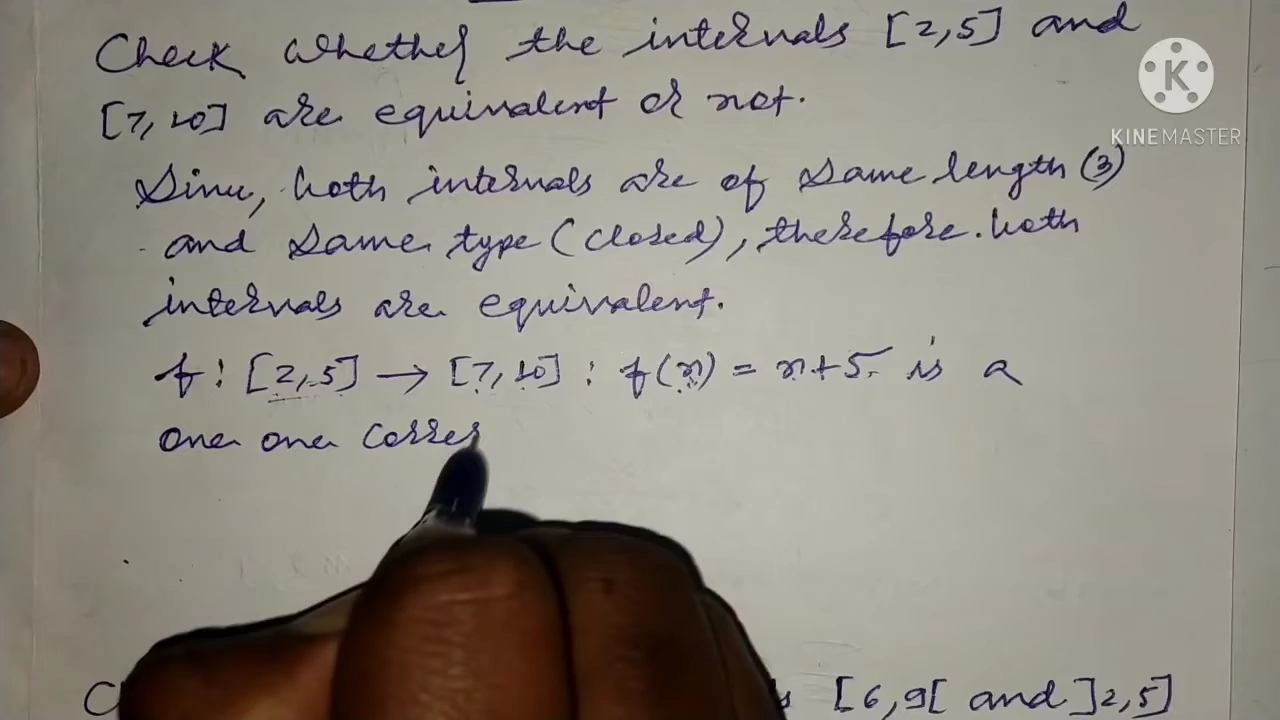 Check whether the intervals [2,5] and
[7,10] are equivalent or not.
KINEMASTER
Since, both intervals are of same length (3)
and same type (closed), therefore both
intervals are equivalent.
f : [2,5] → [7,10] : f(x) = x+5 is a
one one corres
[6,9[ and ]2,5]